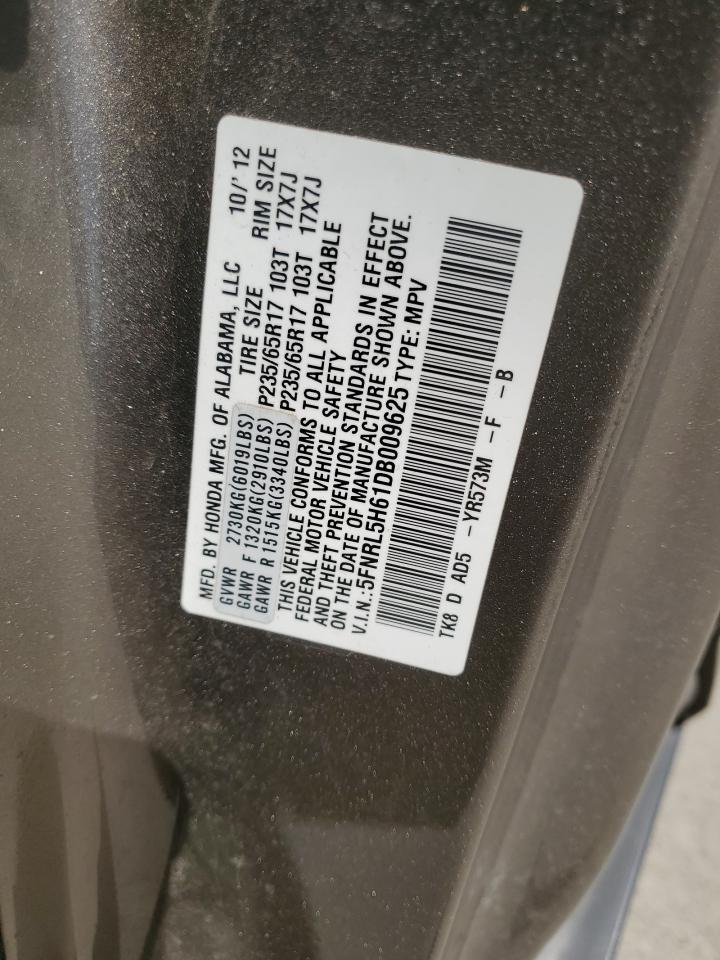 MFD. BY HONDA MFG. OF ALABAMA, LLC 10/'12
TIRE SIZE RIM SIZE
GVWR 2730KG(6019LBS)
GAWR F 1320KG(2910LBS) P235/65R17 103T 17X7J
GAWR R 1515KG(3340LBS) P235/65R17 103T 17X7J
THIS VEHICLE CONFORMS TO ALL APPLICABLE
FEDERAL MOTOR VEHICLE SAFETY
AND THEFT PREVENTION STANDARDS IN EFFECT
ON THE DATE OF MANUFACTURE SHOWN ABOVE.
V.I.N.:5FNRL5H61DB009625 TYPE: MPV
TK8 D AD5 -YR573M -F -B